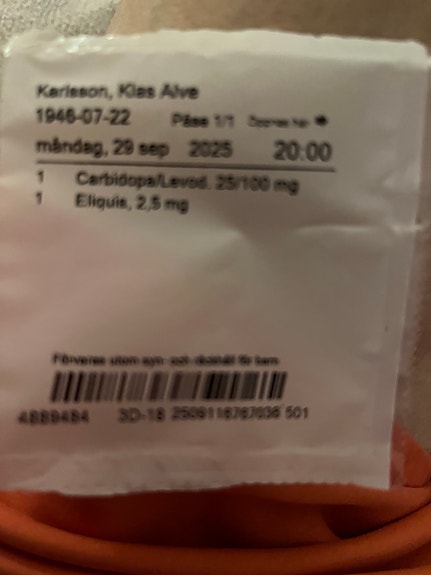 Karlsson, Klas Alve
1946-07-22 Påse 1/1 Öppnas här
måndag, 29 sep 2025 20:00
1 Carbidopa/Levod. 25/100 mg
1 Eliquis, 2,5 mg
Förvaras utom syn- och räckhåll för barn
4889484 3D-18 2509116767036 501